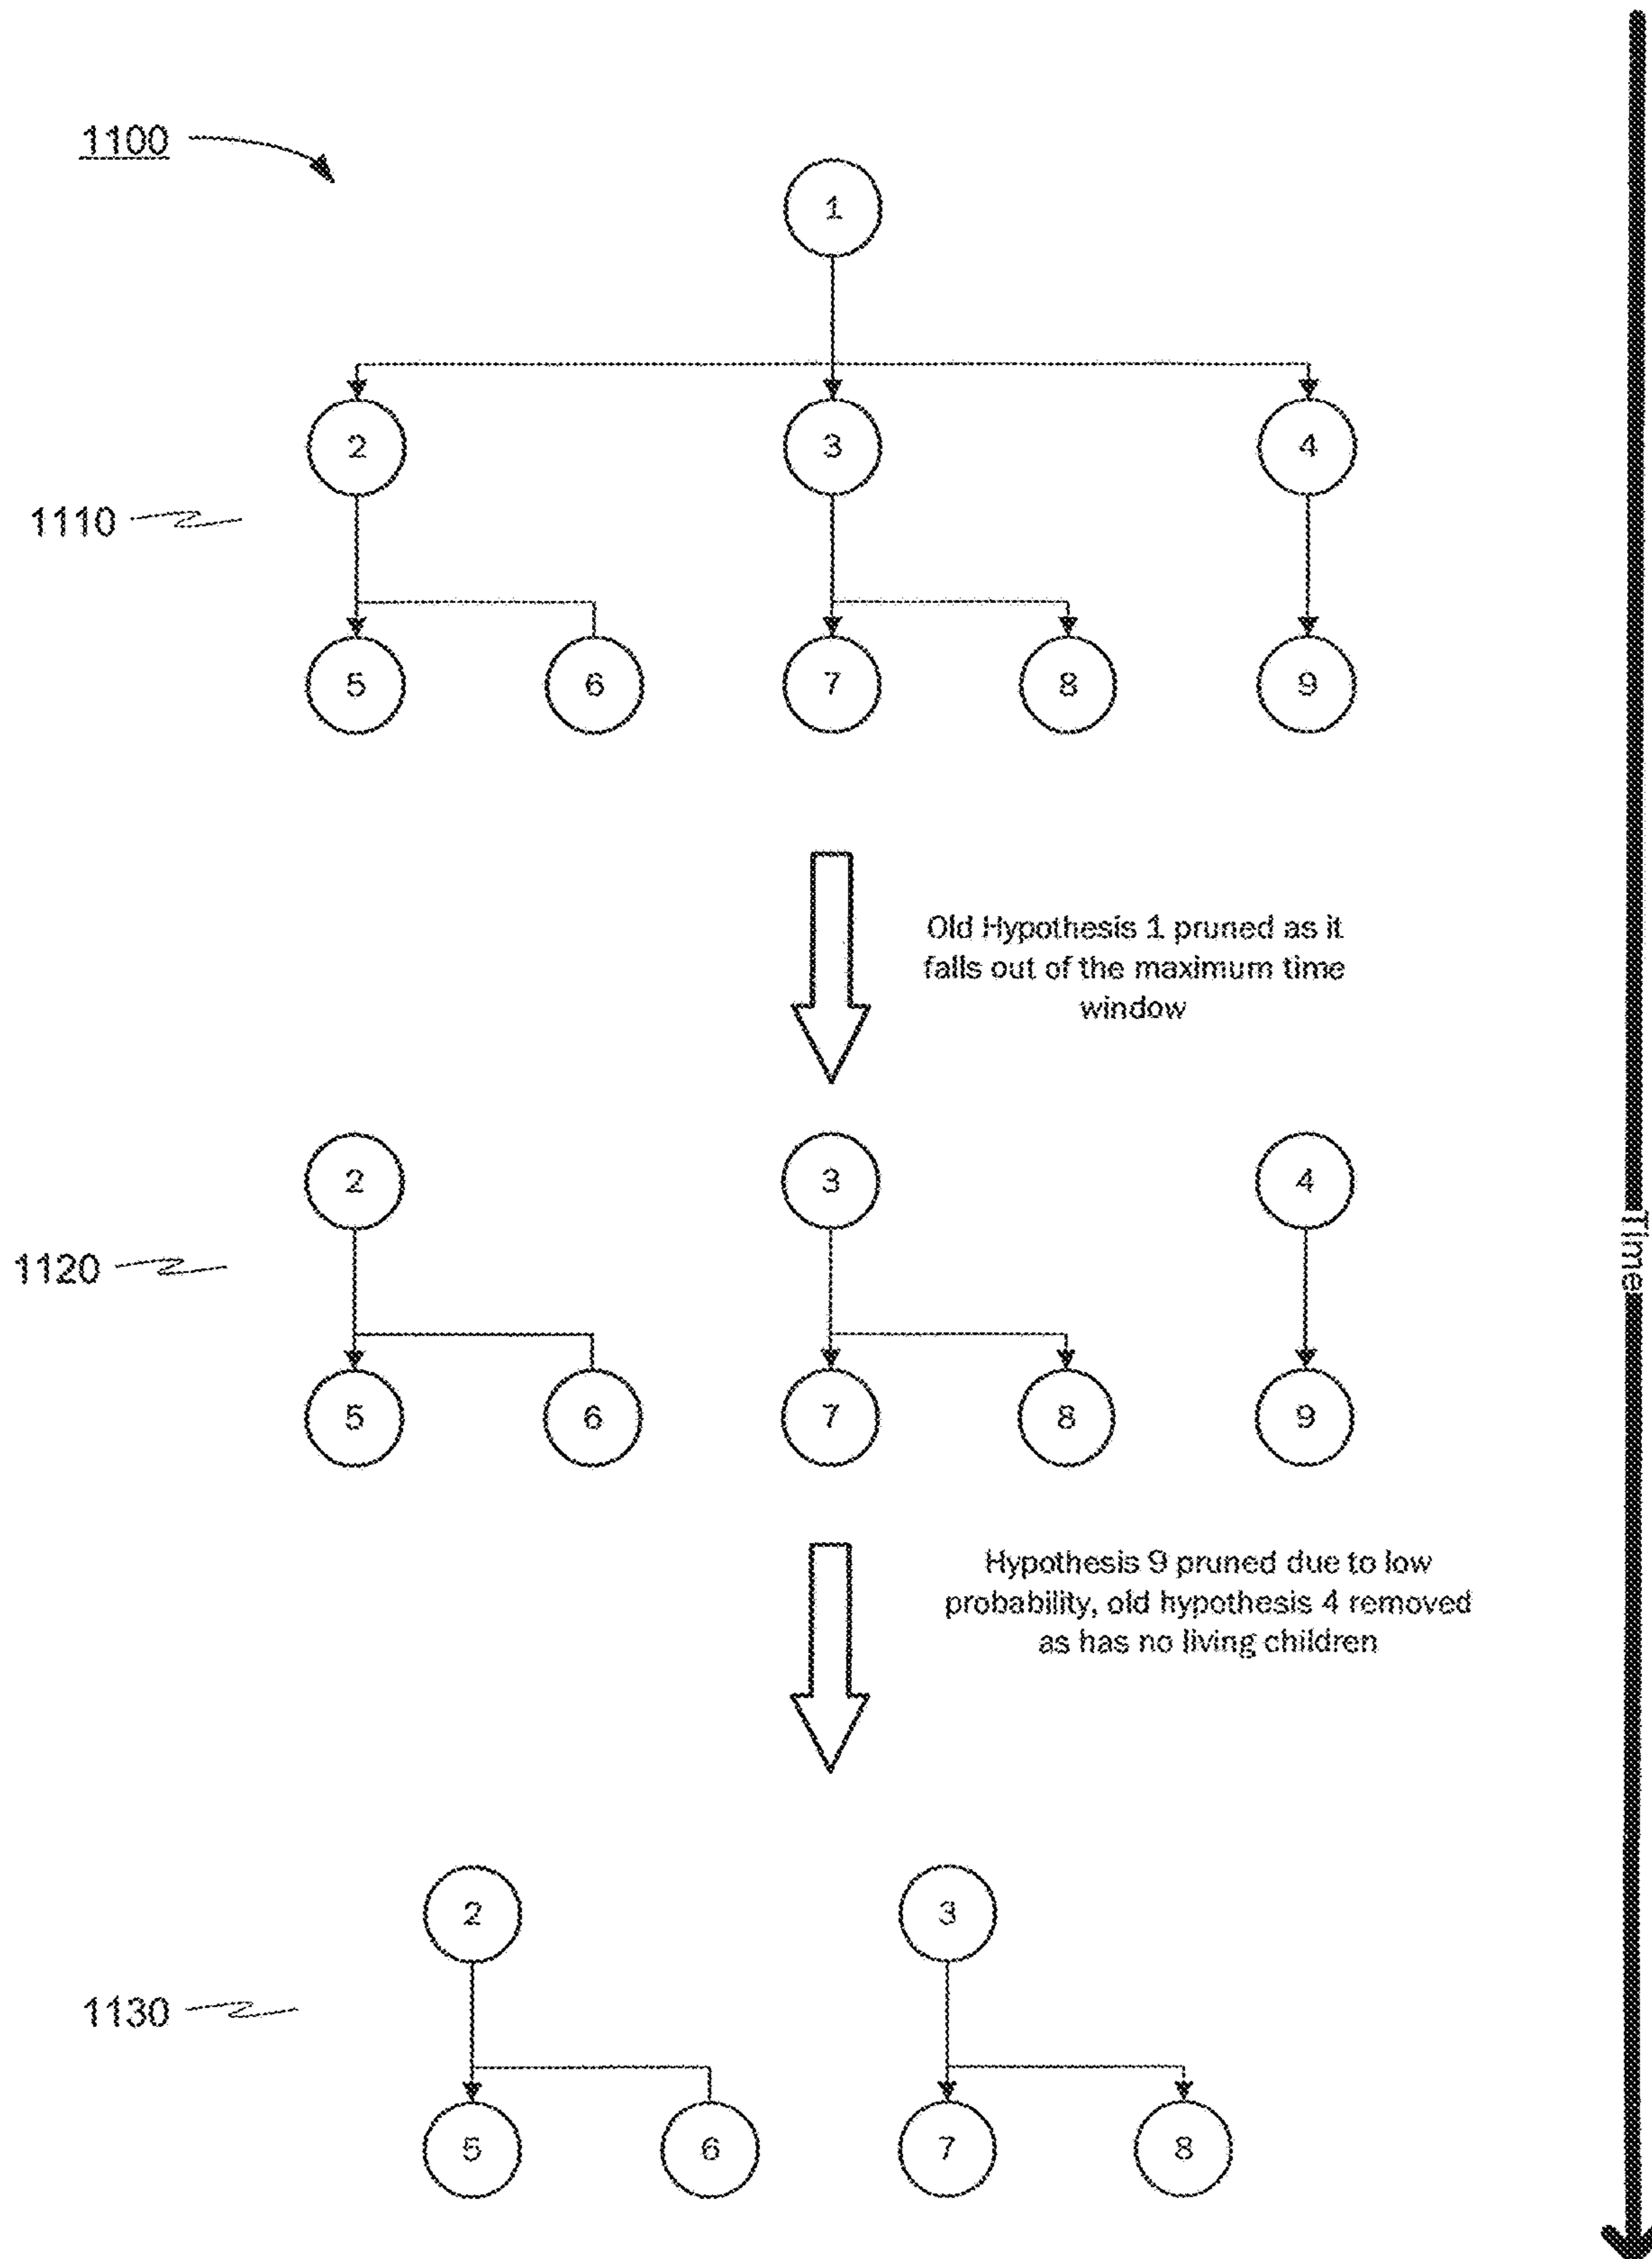 1100
1
2 3 4
1110
5 6 7 8 9
Old Hypothesis 1 pruned as it
falls out of the maximum time
window
2 3 4
Time
1120
5 6 7 8 9
Hypothesis 9 pruned due to low
probability, old hypothesis 4 removed
as has no living children
2 3
1130
5 6 7 8